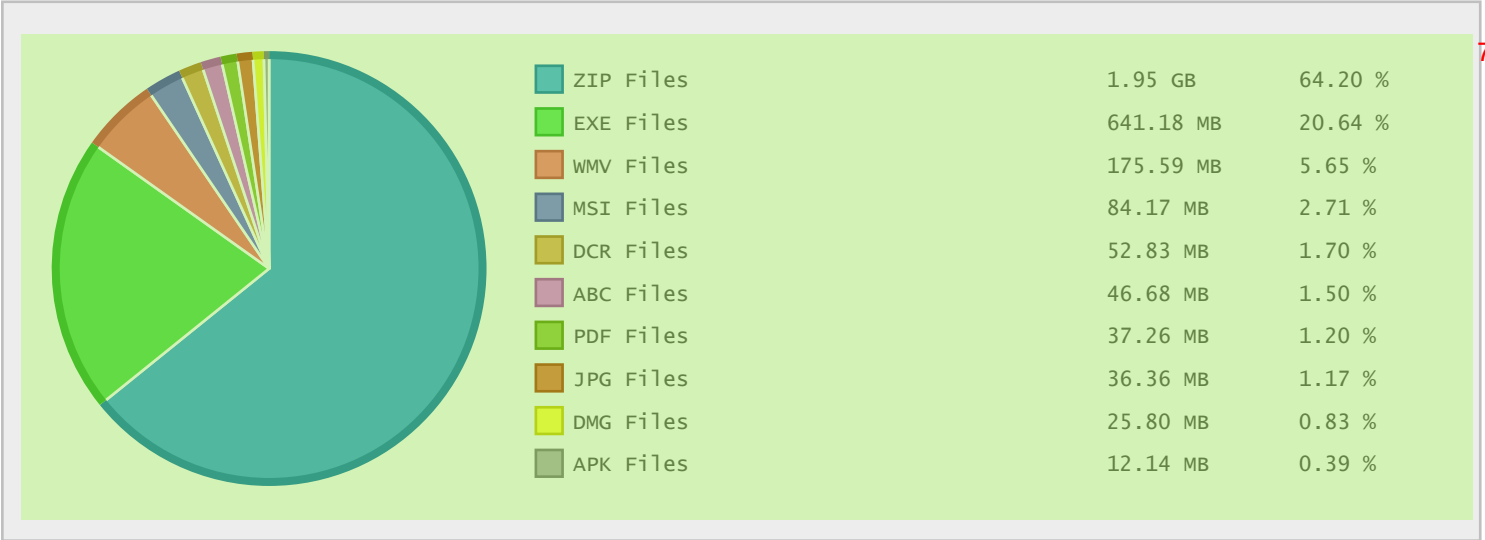 ZIP Files 1.95 GB 64.20 %
EXE Files 641.18 MB 20.64 %
WMV Files 175.59 MB 5.65 %
MSI Files 84.17 MB 2.71 %
DCR Files 52.83 MB 1.70 %
ABC Files 46.68 MB 1.50 %
PDF Files 37.26 MB 1.20 %
JPG Files 36.36 MB 1.17 %
DMG Files 25.80 MB 0.83 %
APK Files 12.14 MB 0.39 %